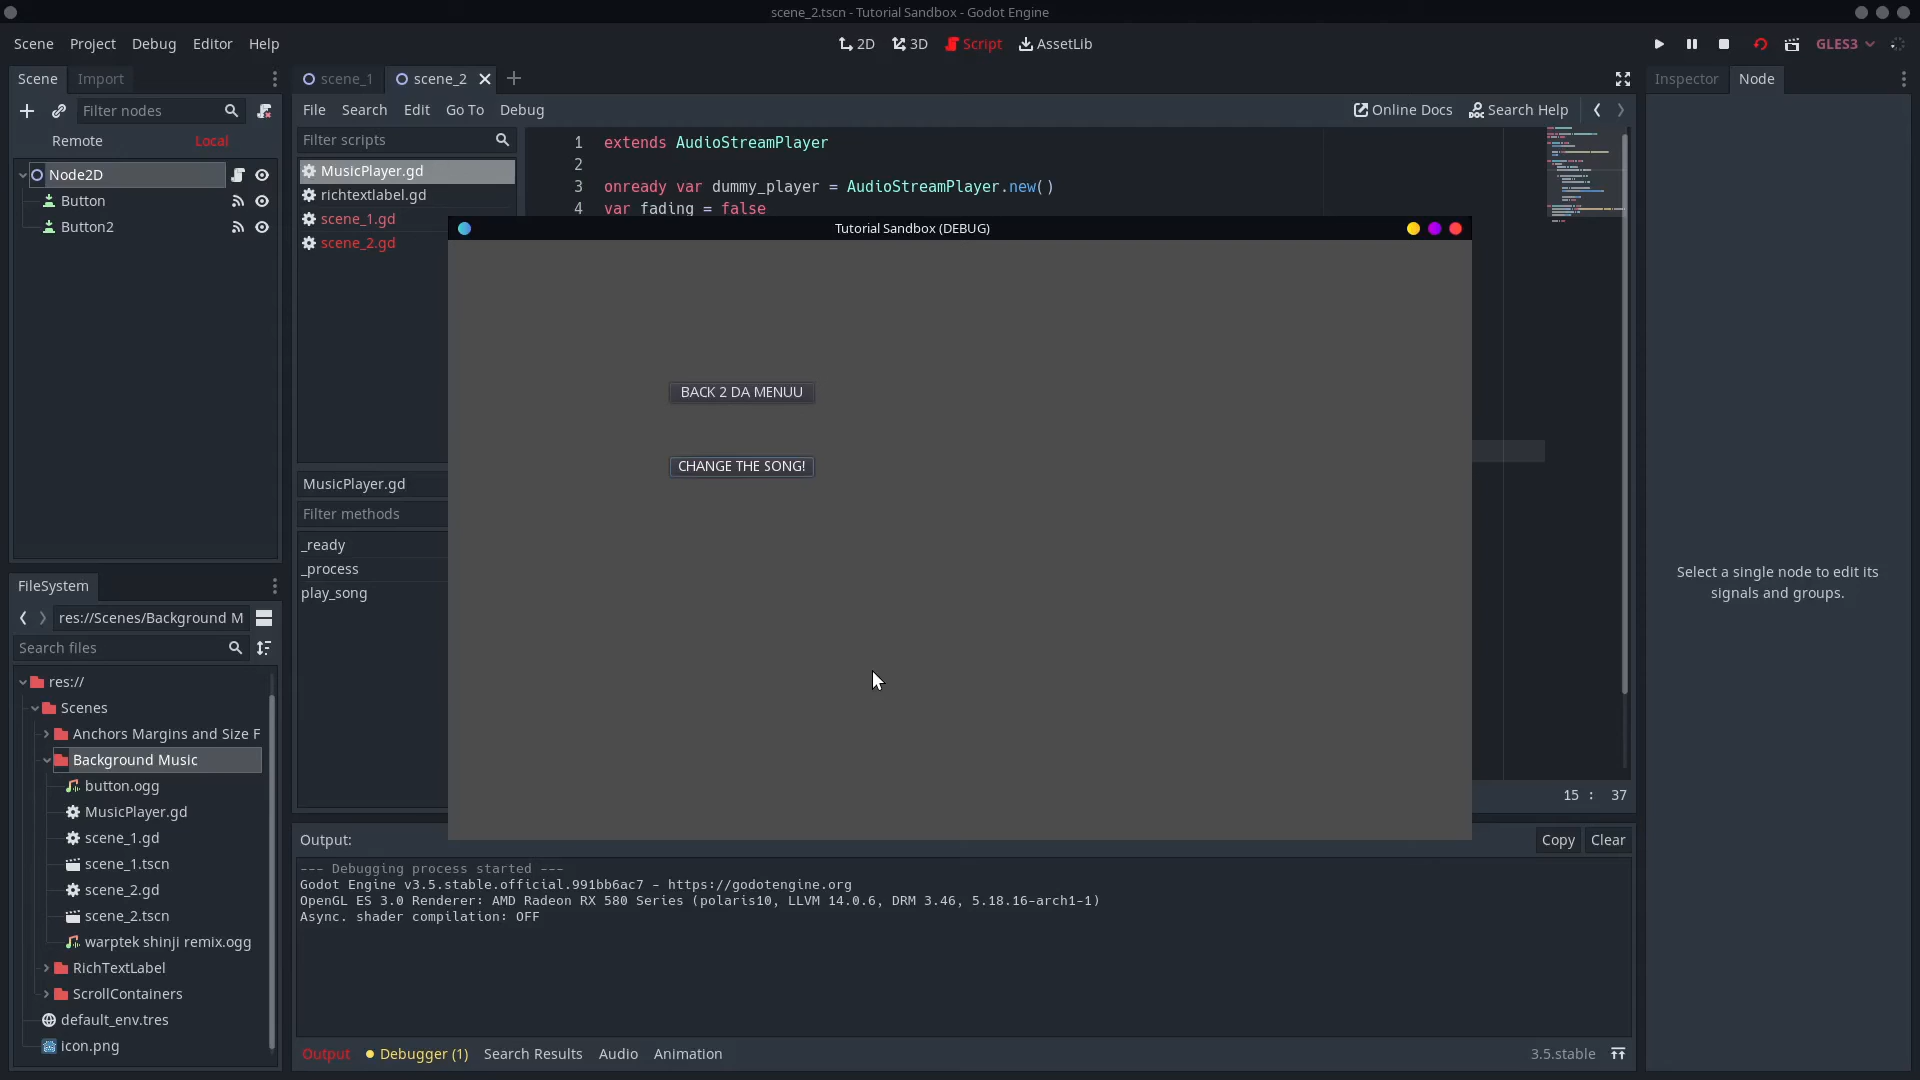 scene_2.tscn - Tutorial Sandbox - Godot Engine
Scene Project Debug Editor Help
2D 3D Script AssetLib
GLES3
Scene Import
scene_1 scene_2
Inspector Node
Filter nodes
File Search Edit Go To Debug
Online Docs Search Help
Remote Local
Filter scripts
Node2D
Button
Button2
MusicPlayer.gd
richtextlabel.gd
scene_1.gd
scene_2.gd
1 extends AudioStreamPlayer
2
3 onready var dummy_player = AudioStreamPlayer.new()
4 var fading = false
Tutorial Sandbox (DEBUG)
BACK 2 DA MENUU
CHANGE THE SONG!
MusicPlayer.gd
Filter methods
_ready
_process
play_song
Select a single node to edit its
signals and groups.
15 : 37
FileSystem
res://Scenes/Background M
Search files
res://
Scenes
Anchors Margins and Size F
Background Music
button.ogg
MusicPlayer.gd
scene_1.gd
scene_1.tscn
scene_2.gd
scene_2.tscn
warptek shinji remix.ogg
RichTextLabel
ScrollContainers
default_env.tres
icon.png
Output:
Copy Clear
--- Debugging process started ---
Godot Engine v3.5.stable.official.991bb6ac7 - https://godotengine.org
OpenGL ES 3.0 Renderer: AMD Radeon RX 580 Series (polaris10, LLVM 14.0.6, DRM 3.46, 5.18.16-arch1-1)
Async. shader compilation: OFF
Output Debugger (1) Search Results Audio Animation
3.5.stable